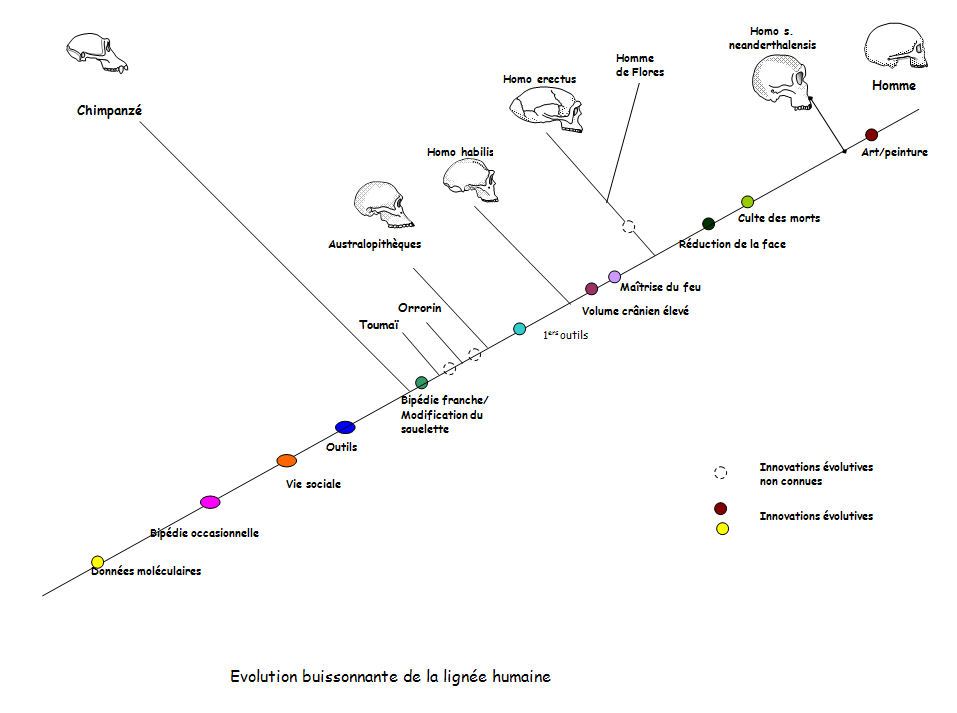 Homo s.
neanderthalensis
Homme
de Flores
Homo erectus
Homme
Chimpanzé
Homo habilis
Art/peinture
Culte des morts
Australopithèques
Réduction de la face
Maîtrise du feu
Orrorin
Volume crânien élevé
Toumaï
1ers outils
Bipédie franche/
Modification du
sauelette
Outils
Innovations évolutives
non connues
Vie sociale
Innovations évolutives
Bipédie occasionnelle
Données moléculaires
Evolution buissonnante de la lignée humaine